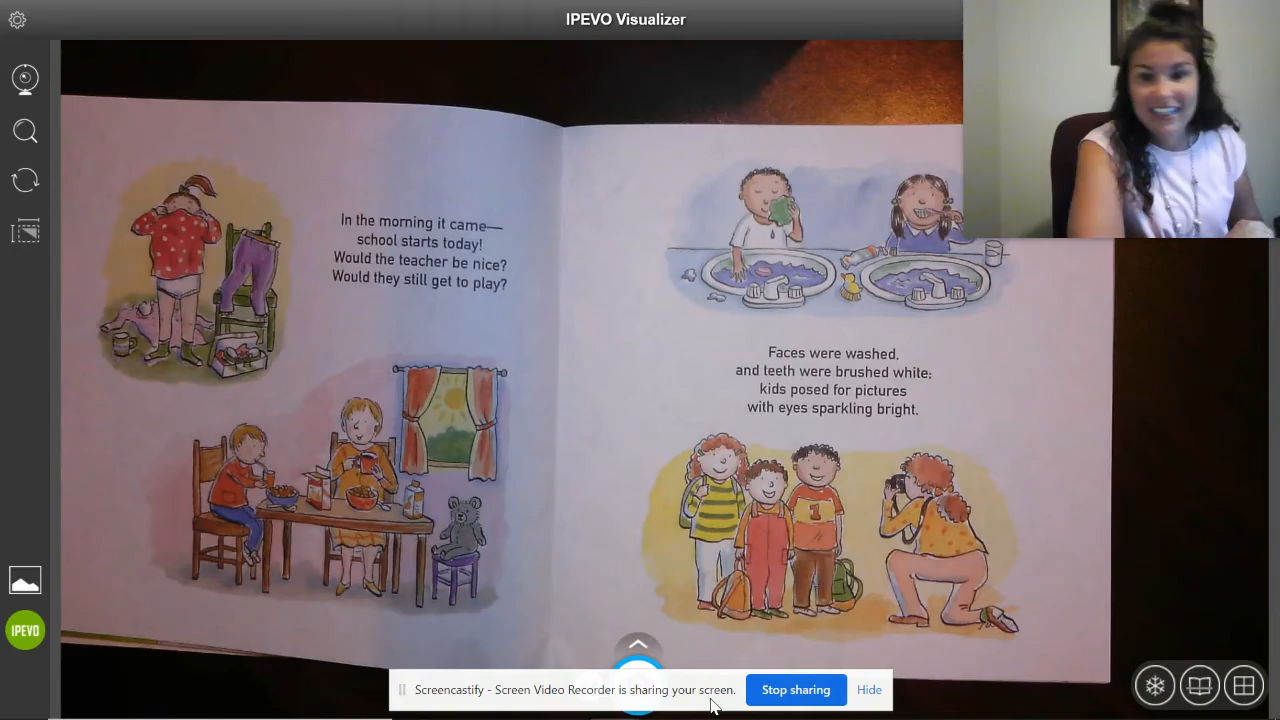 IPEVO Visualizer
In the morning it came—
school starts today!
Would the teacher be nice?
Would they still get to play?
Faces were washed,
and teeth were brushed white;
kids posed for pictures
with eyes sparkling bright.
1
IPEVO
Screencastify - Screen Video Recorder is sharing your screen.
Stop sharing
Hide